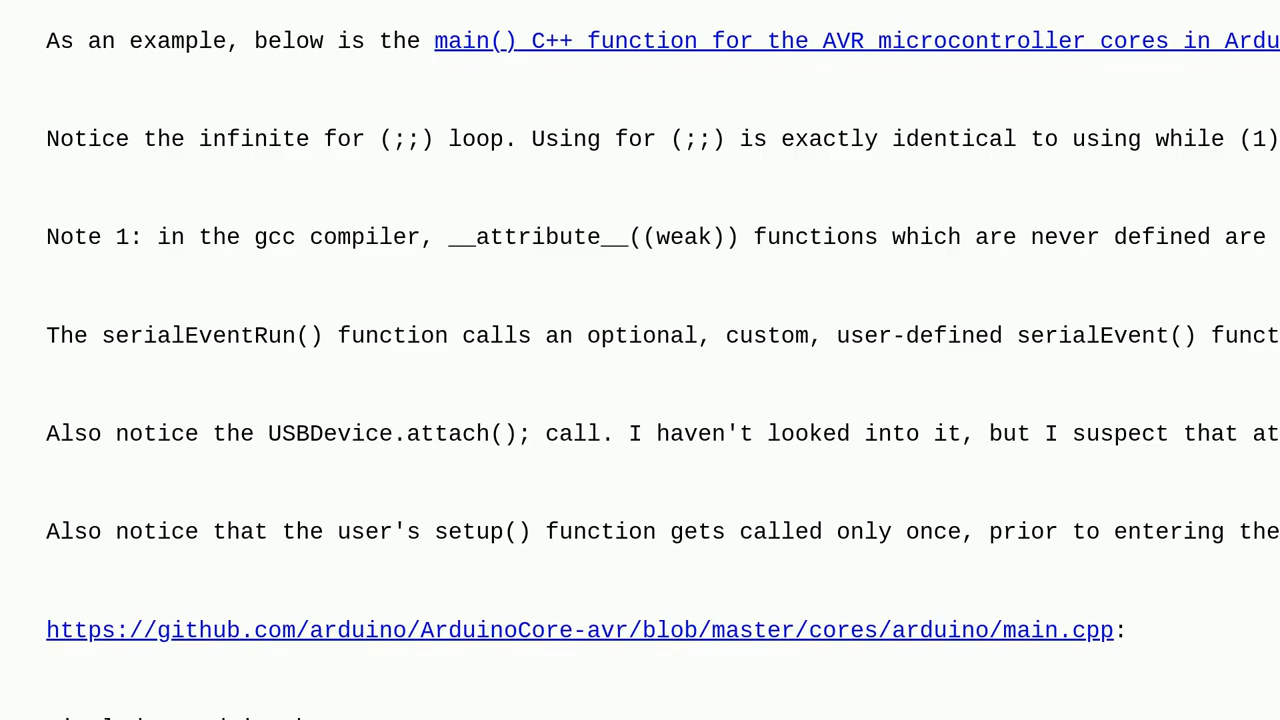 As an example, below is the main() C++ function for the AVR microcontroller cores in Ardu
Notice the infinite for (;;) loop. Using for (;;) is exactly identical to using while (1)
Note 1: in the gcc compiler, __attribute__((weak)) functions which are never defined are
The serialEventRun() function calls an optional, custom, user-defined serialEvent() funct
Also notice the USBDevice.attach(); call. I haven't looked into it, but I suspect that at
Also notice that the user's setup() function gets called only once, prior to entering the
https://github.com/arduino/ArduinoCore-avr/blob/master/cores/arduino/main.cpp: